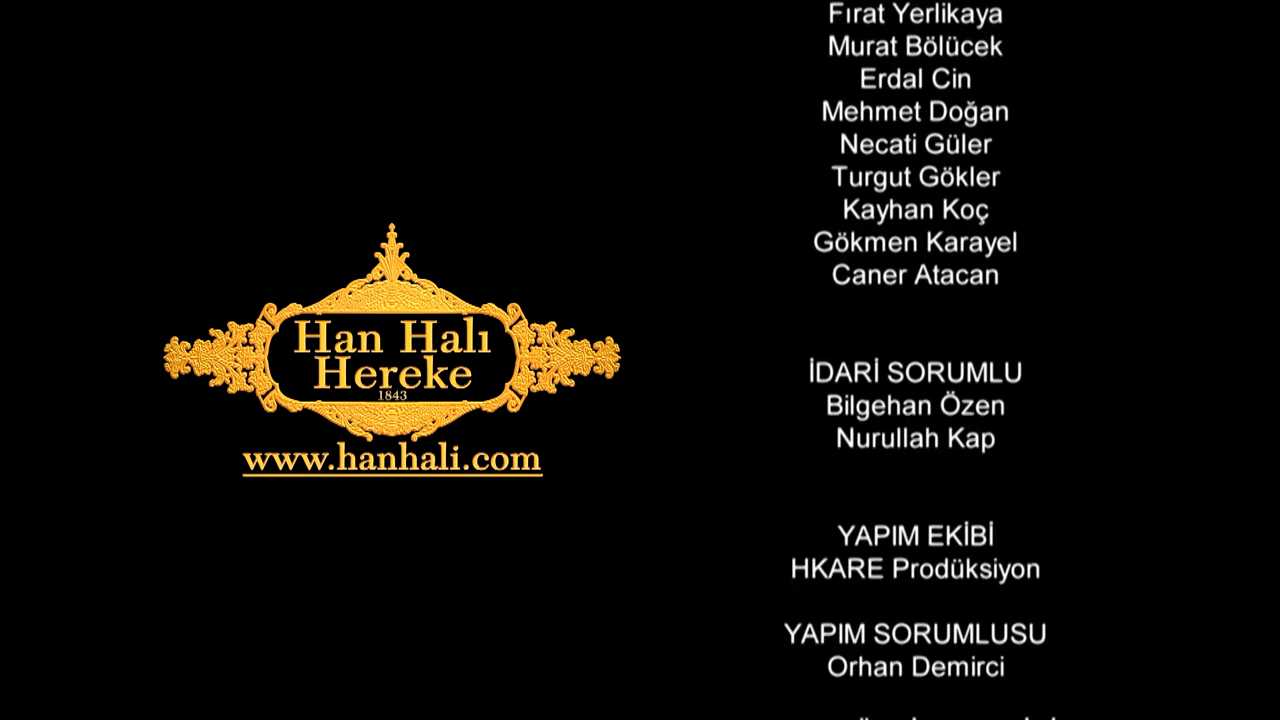 Fırat Yerlikaya
Murat Bölücek
Erdal Cin
Mehmet Doğan
Necati Güler
Turgut Gökler
Kayhan Koç
Gökmen Karayel
Caner Atacan
İDARİ SORUMLU
Bilgehan Özen
Nurullah Kap
YAPIM EKİBİ
HKARE Prodüksiyon
YAPIM SORUMLUSU
Orhan Demirci
Han Halı
Hereke
1843
www.hanhali.com